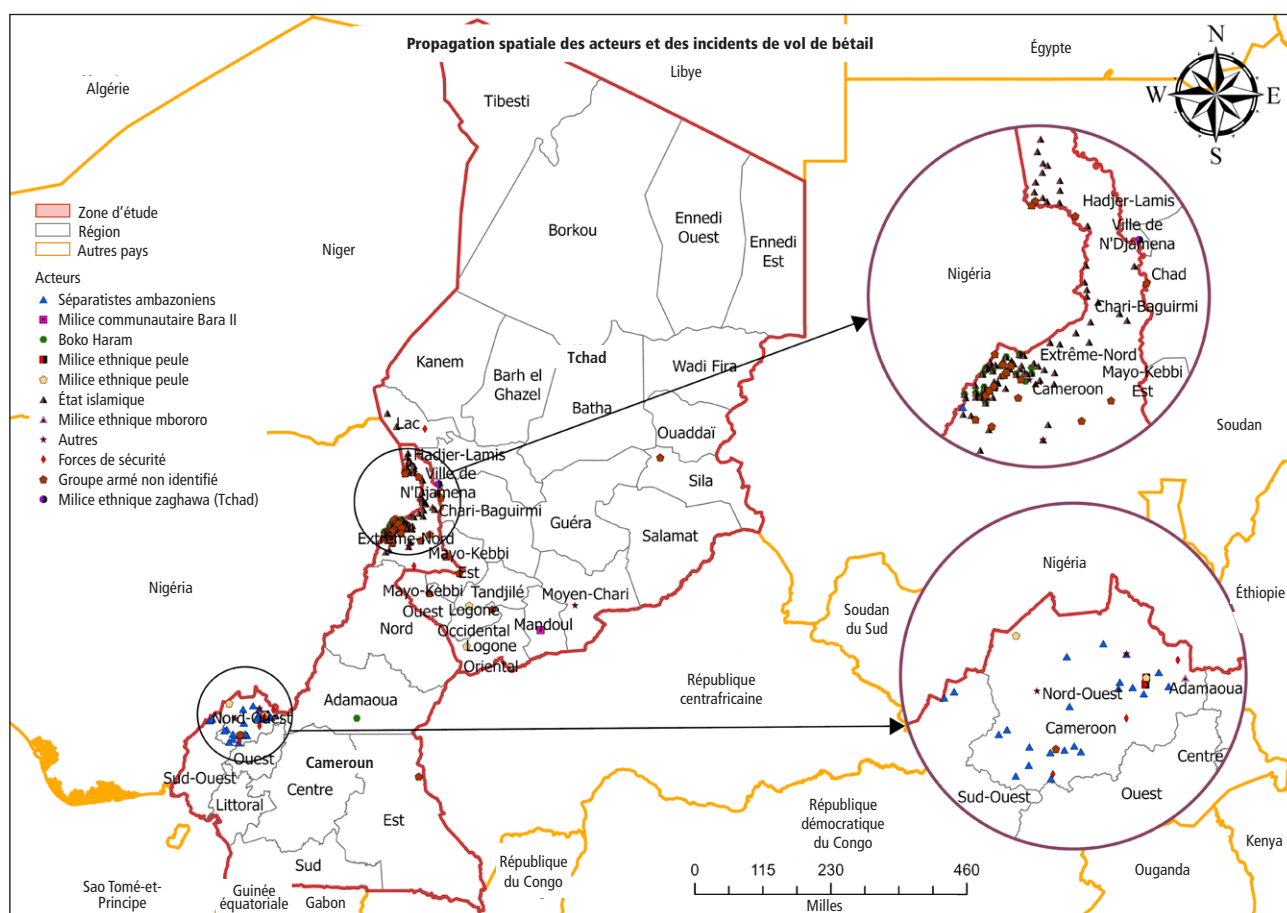 Propagation spatiale des acteurs et des incidents de vol de bétail
Algérie
Libye
Égypte
N
W
E
S
Tibesti
Borkou
Ennedi
Ouest
Ennedi
Est
Niger
Zone d'étude
Région
Autres pays
Acteurs
Séparatistes ambazoniens
Milice communautaire Bara II
Boko Haram
Milice ethnique peule
Milice ethnique peule
État islamique
Milice ethnique mbororo
Autres
Forces de sécurité
Groupe armé non identifié
Milice ethnique zaghawa (Tchad)
Kanem
Barh el
Ghazel
Tchad
Batha
Wadi Fira
Ouaddaï
Sila
Lac
Hadjer-Lamis
Ville de
N'Djamena
Chari-Baguirmi
Extrême-Nord
Guéra
Salamat
Mayo-Kebbi
Est
Mayo-Kebbi
Ouest
Tandjilé
Logone
Occidental
Logone
Oriental
Moyen-Chari
Mandoul
Nord
Nigéria
Adamaoua
Nord-Ouest
Ouest
Sud-Ouest
Littoral
Cameroun
Centre
Est
Sud
Hadjer-Lamis
Ville de
N'Djamena
Nigéria
Chad
Chari-Baguirmi
Extrême-Nord
Mayo-Kebbi
Est
Cameroon
Soudan
Nigéria
Nord-Ouest
Adamaoua
Cameroon
Centre
Sud-Ouest
Ouest
Éthiopie
Soudan
du Sud
République
centrafricaine
République
démocratique
du Congo
République
du Congo
Kenya
Ouganda
Sao Tomé-et-
Principe
Guinée
équatoriale
Gabon
0
115
230
460
Milles